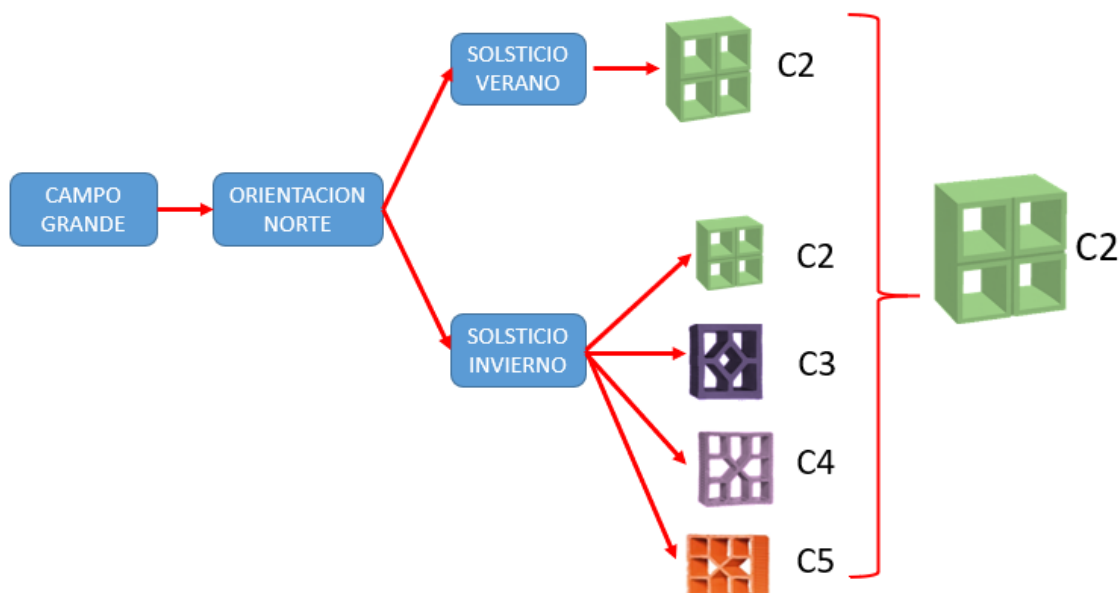 CAMPO
GRANDE
ORIENTACION
NORTE
SOLSTICIO
VERANO
C2
SOLSTICIO
INVIERNO
C2
C3
C4
C5
C2